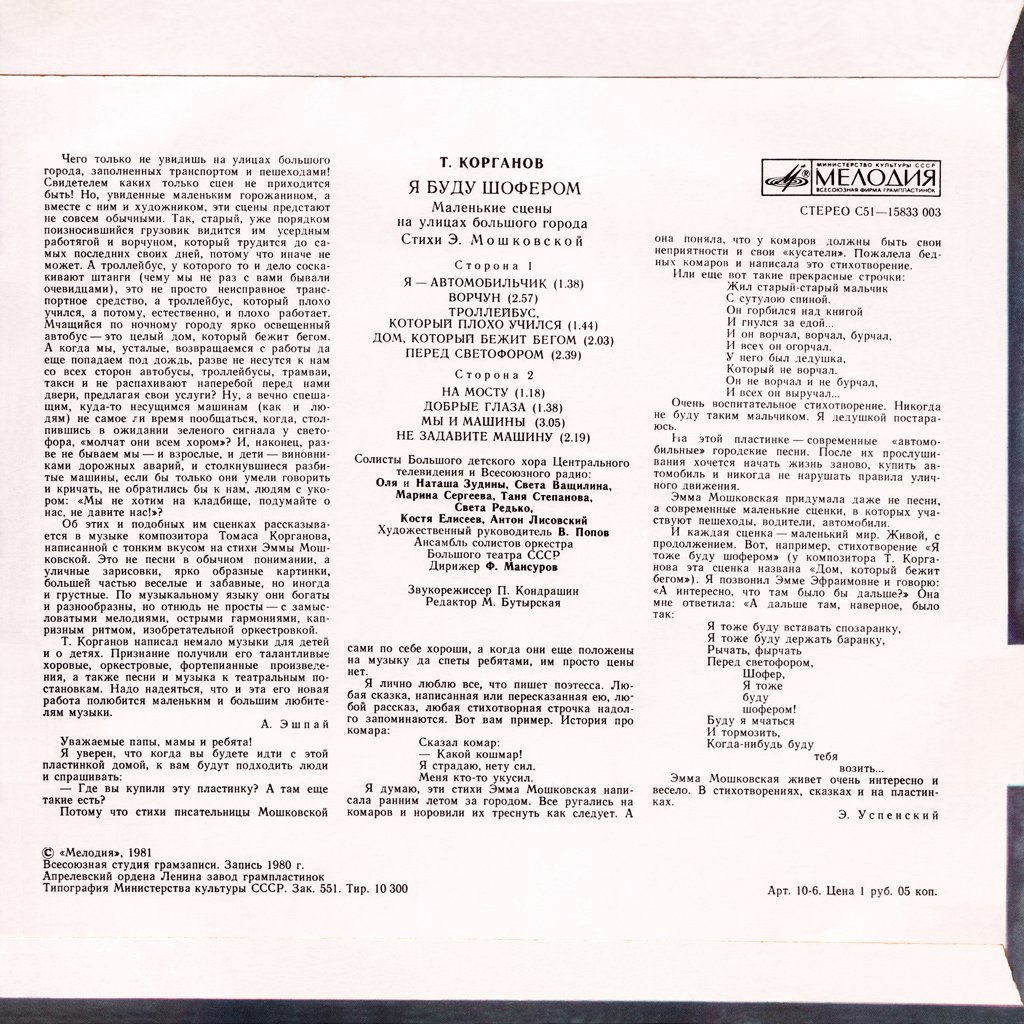 Чего только не увидишь на улицах большого
города, заполненных транспортом и пешеходами!
Свидетелем каких только сцен не приходится
быть! Но, увиденные маленьким горожанином, а
вместе с ним и художником, эти сцены предстают
не совсем обычными. Так, старый, уже порядком
поизносившийся грузовик видится им усердным
работягой и ворчуном, который трудится до са-
мых последних своих дней, потому что иначе не
может. А троллейбус, у которого то и дело соска-
кивают штанги (чему мы не раз с вами бывали
очевидцами), это не просто неисправное транс-
портное средство, а троллейбус, который плохо
учился, а потому, естественно, и плохо работает.
Мчащийся по ночному городу ярко освещенный
автобус — это целый дом, который бежит бегом.
А когда мы, усталые, возвращаемся с работы да
еще попадаем под дождь, разве не несутся к нам
со всех сторон автобусы, троллейбусы, трамваи,
такси и не распахивают наперебой перед нами
двери, предлагая свои услуги? Ну, а вечно спеша-
щим, куда-то несущимся машинам (как и лю-
дям) не самое ли время пообщаться, когда, стол-
пившись в ожидании зеленого сигнала у свето-
фора, «молчат они всем хором»? И, наконец, раз-
ве не бываем мы — и взрослые, и дети — виновни-
ками дорожных аварий, и столкнувшиеся разби-
тые машины, если бы только они умели говорить
и кричать, не обратились бы к нам, людям с уко-
ром: «Мы не хотим на кладбище, подумайте о
нас, не давите нас!»?
Об этих и подобных им сценках рассказыва-
ется в музыке композитора Томаса Корганова,
написанной с тонким вкусом на стихи Эммы Мош-
ковской. Это не песни в обычном понимании, а
уличные зарисовки, ярко образные картинки,
большей частью веселые и забавные, но иногда
и грустные. По музыкальному языку они богаты
и разнообразны, но отнюдь не просты — с замыс-
ловатыми мелодиями, острыми гармониями, кап-
ризным ритмом, изобретательной оркестровкой.
Т. Корганов написал немало музыки для детей
и о детях. Признание получили его талантливые
хоровые, оркестровые, фортепианные произведе-
ния, а также песни и музыка к театральным по-
становкам. Надо надеяться, что и эта его новая
работа полюбится маленьким и большим любите-
лям музыки.
А. Эшпай
Уважаемые папы, мамы и ребята!
Я уверен, что когда вы будете идти с этой
пластинкой домой, к вам будут подходить люди
и спрашивать:
— Где вы купили эту пластинку? А там еще
такие есть?
Потому что стихи писательницы Мошковской
Т. КОРГАНОВ
Я БУДУ ШОФЕРОМ
Маленькие сцены
на улицах большого города
Стихи Э. Мошковской
Сторона 1
Я — АВТОМОБИЛЬЧИК (1.38)
ВОРЧУН (2.57)
ТРОЛЛЕЙБУС,
КОТОРЫЙ ПЛОХО УЧИЛСЯ (1.44)
ДОМ, КОТОРЫЙ БЕЖИТ БЕГОМ (2.03)
ПЕРЕД СВЕТОФОРОМ (2.39)
Сторона 2
НА МОСТУ (1.18)
ДОБРЫЕ ГЛАЗА (1.38)
МЫ И МАШИНЫ (3.05)
НЕ ЗАДАВИТЕ МАШИНУ (2.19)
Солисты Большого детского хора Центрального
телевидения и Всесоюзного радио:
Оля и Наташа Зудины, Света Ващилина,
Марина Сергеева, Таня Степанова,
Света Редько,
Костя Елисеев, Антон Лисовский
Художественный руководитель В. Попов
Ансамбль солистов оркестра
Большого театра СССР
Дирижер Ф. Мансуров
Звукорежиссер П. Кондрашин
Редактор М. Бутырская
сами по себе хороши, а когда они еще положены
на музыку да спеты ребятами, им просто цены
нет.
Я лично люблю все, что пишет поэтесса. Лю-
бая сказка, написанная или пересказанная ею, лю-
бой рассказ, любая стихотворная строчка надол-
го запоминаются. Вот вам пример. История про
комара:
Сказал комар:
— Какой кошмар!
Я страдаю, нету сил.
Меня кто-то укусил.
Я думаю, эти стихи Эмма Мошковская напи-
сала ранним летом за городом. Все ругались на
комаров и норовили их треснуть как следует. А
МИНИСТЕРСТВО КУЛЬТУРЫ СССР
МЕЛОДИЯ
ВСЕСОЮЗНАЯ ФИРМА ГРАМПЛАСТИНОК
СТЕРЕО С51—15833 003
она поняла, что у комаров должны быть свои
неприятности и свои «кусатели». Пожалела бед-
ных комаров и написала это стихотворение.
Или еще вот такие прекрасные строчки:
Жил старый-старый мальчик
С сутулою спиной.
Он горбился над книгой
И гнулся за едой...
И он ворчал, ворчал, бурчал,
И всех он огорчал.
У него был дедушка,
Который не ворчал.
Он не ворчал и не бурчал,
И всех он выручал...
Очень воспитательное стихотворение. Никогда
не буду таким мальчиком. Я дедушкой постара-
юсь.
На этой пластинке — современные «автомо-
бильные» городские песни. После их прослуши-
вания хочется начать жизнь заново, купить ав-
томобиль и никогда не нарушать правила улич-
ного движения.
Эмма Мошковская придумала даже не песни,
а современные маленькие сценки, в которых уча-
ствуют пешеходы, водители, автомобили.
И каждая сценка — маленький мир. Живой, с
продолжением. Вот, например, стихотворение «Я
тоже буду шофером» (у композитора Т. Корга-
нова эта сценка названа «Дом, который бежит
бегом»). Я позвонил Эмме Эфраимовне и говорю:
«А интересно, что там было бы дальше?» Она
мне ответила: «А дальше там, наверное, было
так:
Я тоже буду вставать спозаранку,
Я тоже буду держать баранку,
Рычать, фырчать
Перед светофором,
Шофер,
Я тоже
буду
шофером!
Буду я мчаться
И тормозить,
Когда-нибудь буду
тебя
возить...
Эмма Мошковская живет очень интересно и
весело. В стихотворениях, сказках и на пластин-
ках.
Э. Успенский
© «Мелодия», 1981
Всесоюзная студия грамзаписи. Запись 1980 г.
Апрелевский ордена Ленина завод грампластинок
Типография Министерства культуры СССР. Зак. 551. Тир. 10 300
Арт. 10-6. Цена 1 руб. 05 коп.